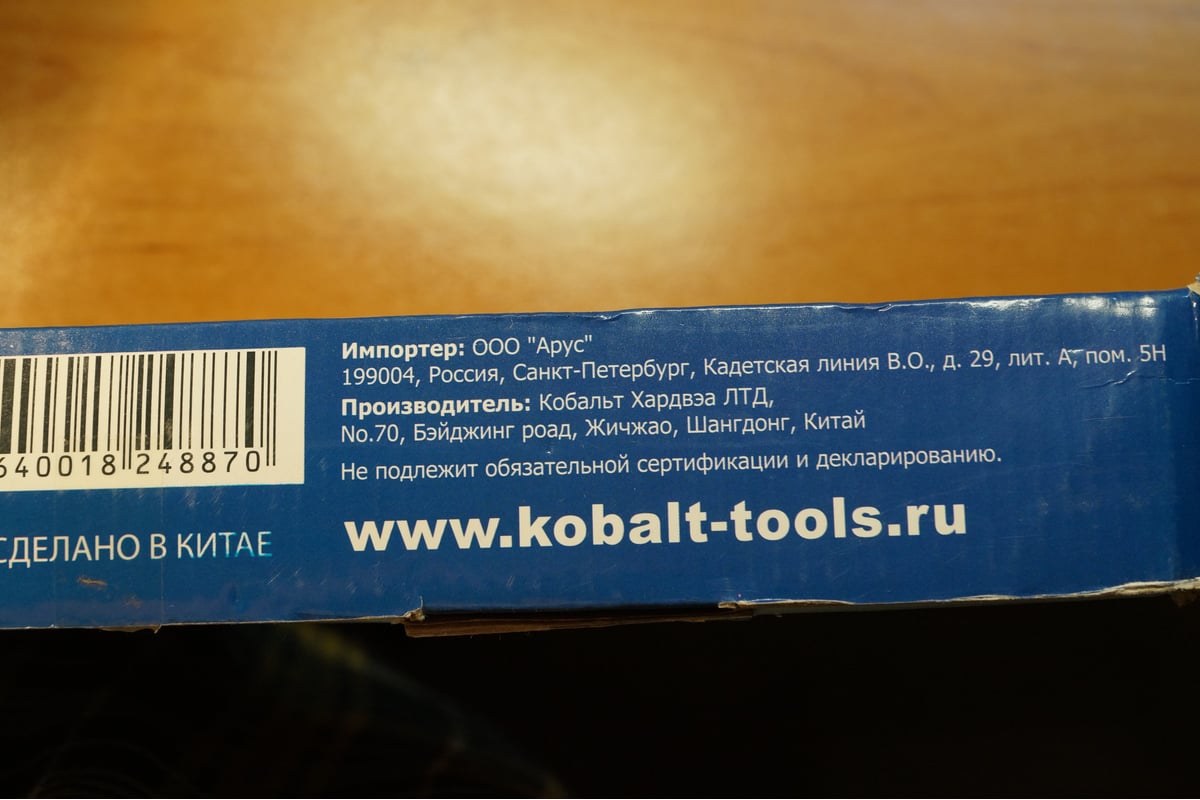 Импортер: ООО "Арус"
199004, Россия, Санкт-Петербург, Кадетская линия В.О., д. 29, лит. А, пом. 5Н
Производитель: Кобальт Хардвэа ЛТД,
No.70, Бэйджинг роад, Жичжао, Шангдонг, Китай
Не подлежит обязательной сертификации и декларированию.
www.kobalt-tools.ru
640018 248870
СДЕЛАНО В КИТАЕ